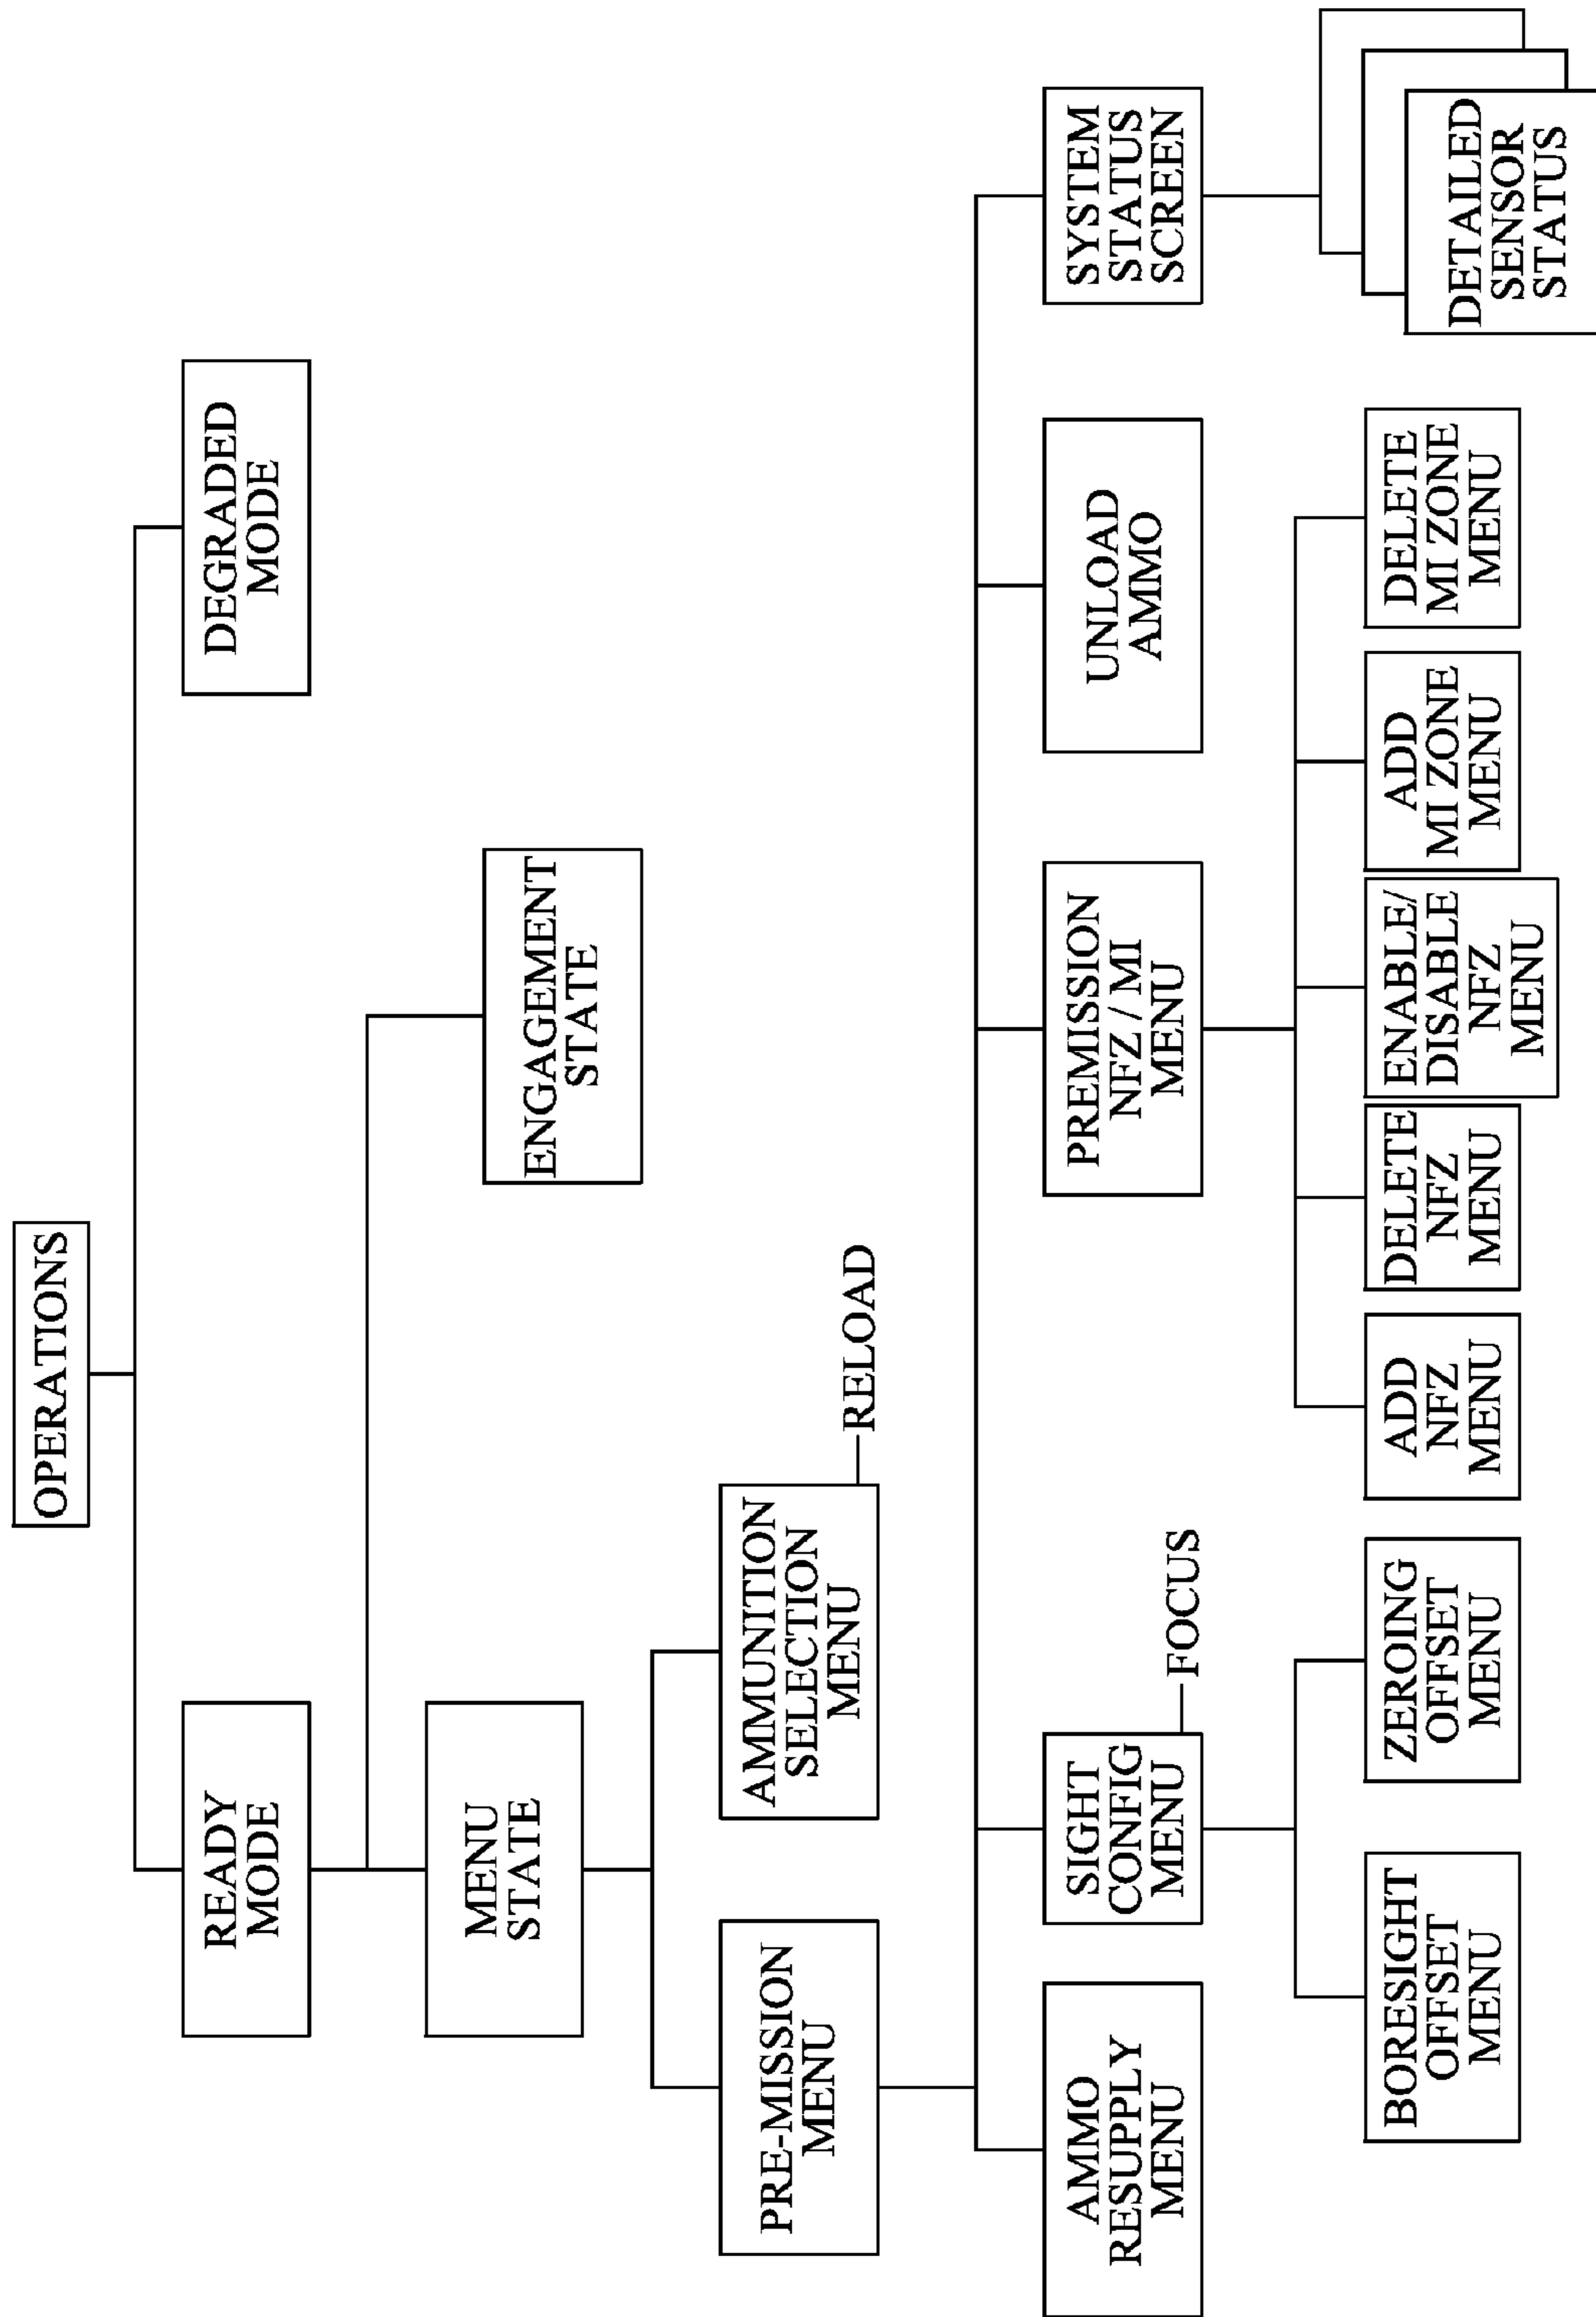 OPERATIONS
READY
MODE
DEGRADED
MODE
MENU
STATE
ENGAGEMENT
STATE
PRE-MISSION
MENU
AMMUNITION
SELECTION
MENU
RELOAD
AMMO
RESUPPLY
MENU
SIGHT
CONFIG
MENU
FOCUS
PREMISSION
NFZ / MI
MENU
UNLOAD
AMMO
SYSTEM
STATUS
SCREEN
BORESIGHT
OFFSET
MENU
ZEROING
OFFSET
MENU
ADD
NFZ
MENU
DELETE
NFZ
MENU
ENABLE/
DISABLE
NFZ
MENU
ADD
MI ZONE
MENU
DELETE
MI ZONE
MENU
DETAILED
SENSOR
STATUS